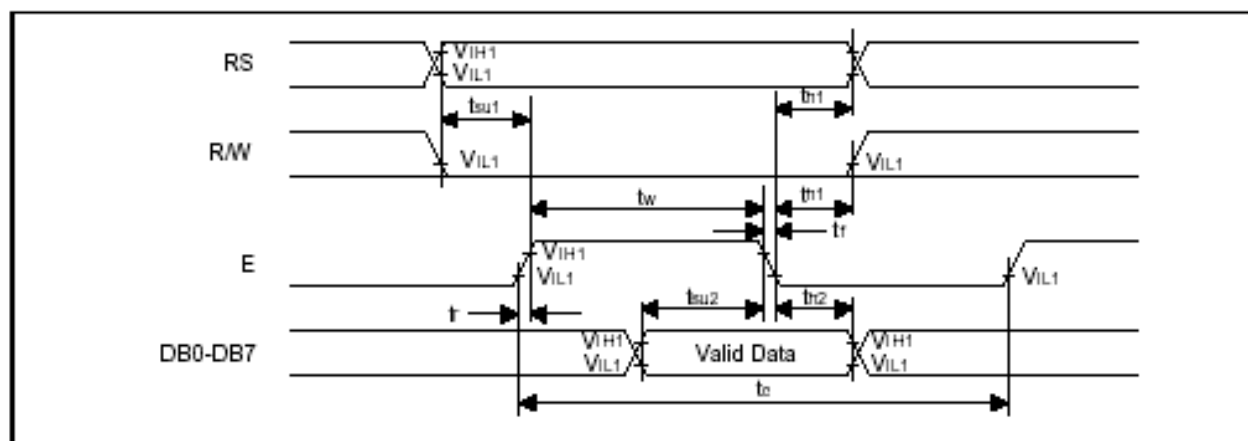 RS
VIH1
VIL1
tsu1
th1
R/W
VIL1
VIL1
tw
th1
tf
E
VIH1
VIL1
VIL1
tr
tsu2
th2
DB0-DB7
VIH1
VIL1
Valid Data
VIH1
VIL1
tc